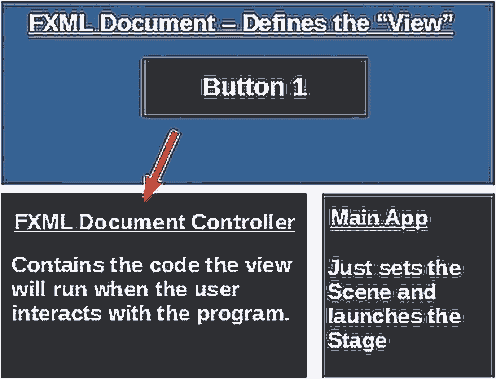 FXML Document – Defines the “View”
Button 1
FXML Document Controller
Contains the code the view
will run when the user
interacts with the program.
Main App
Just sets the
Scene and
launches the
Stage